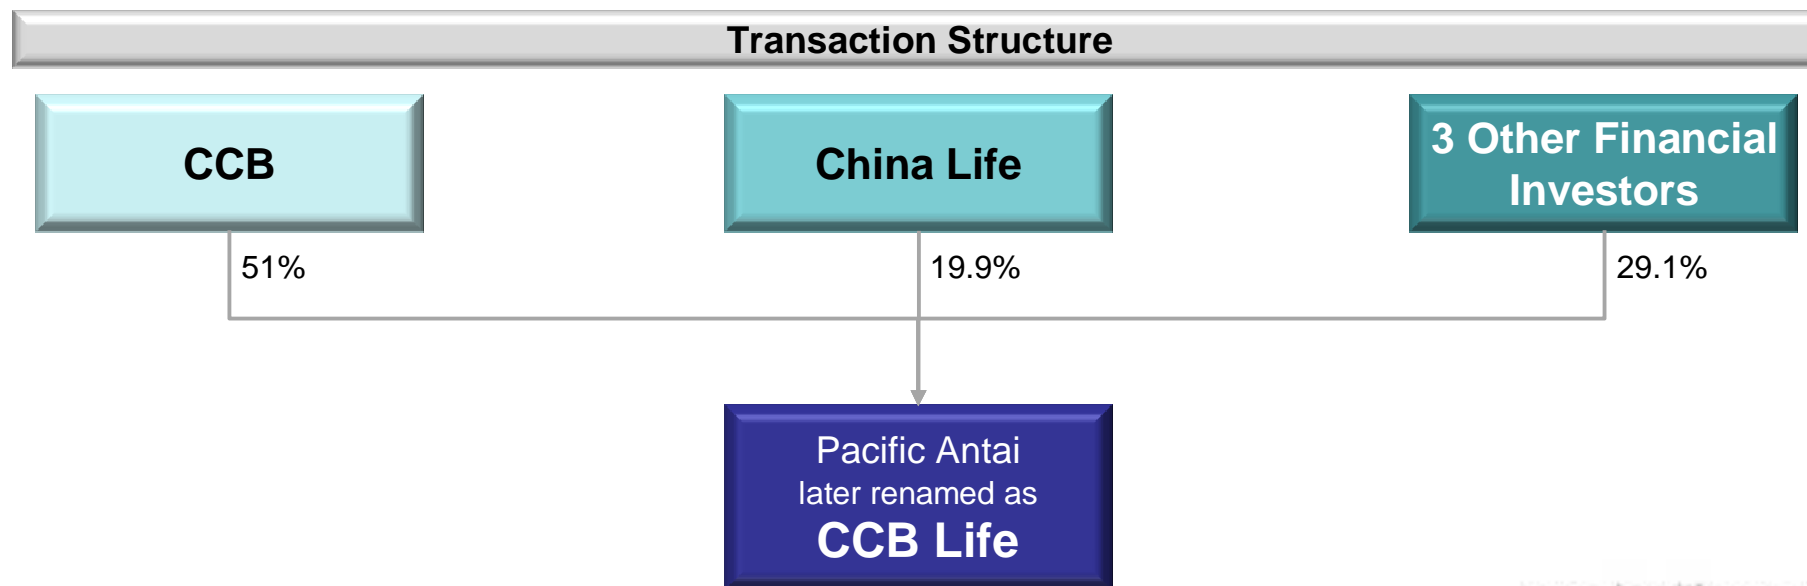 Transaction Structure
CCB
China Life
3 Other Financial
Investors
51%
19.9%
29.1%
Pacific Antai
later renamed as
CCB Life